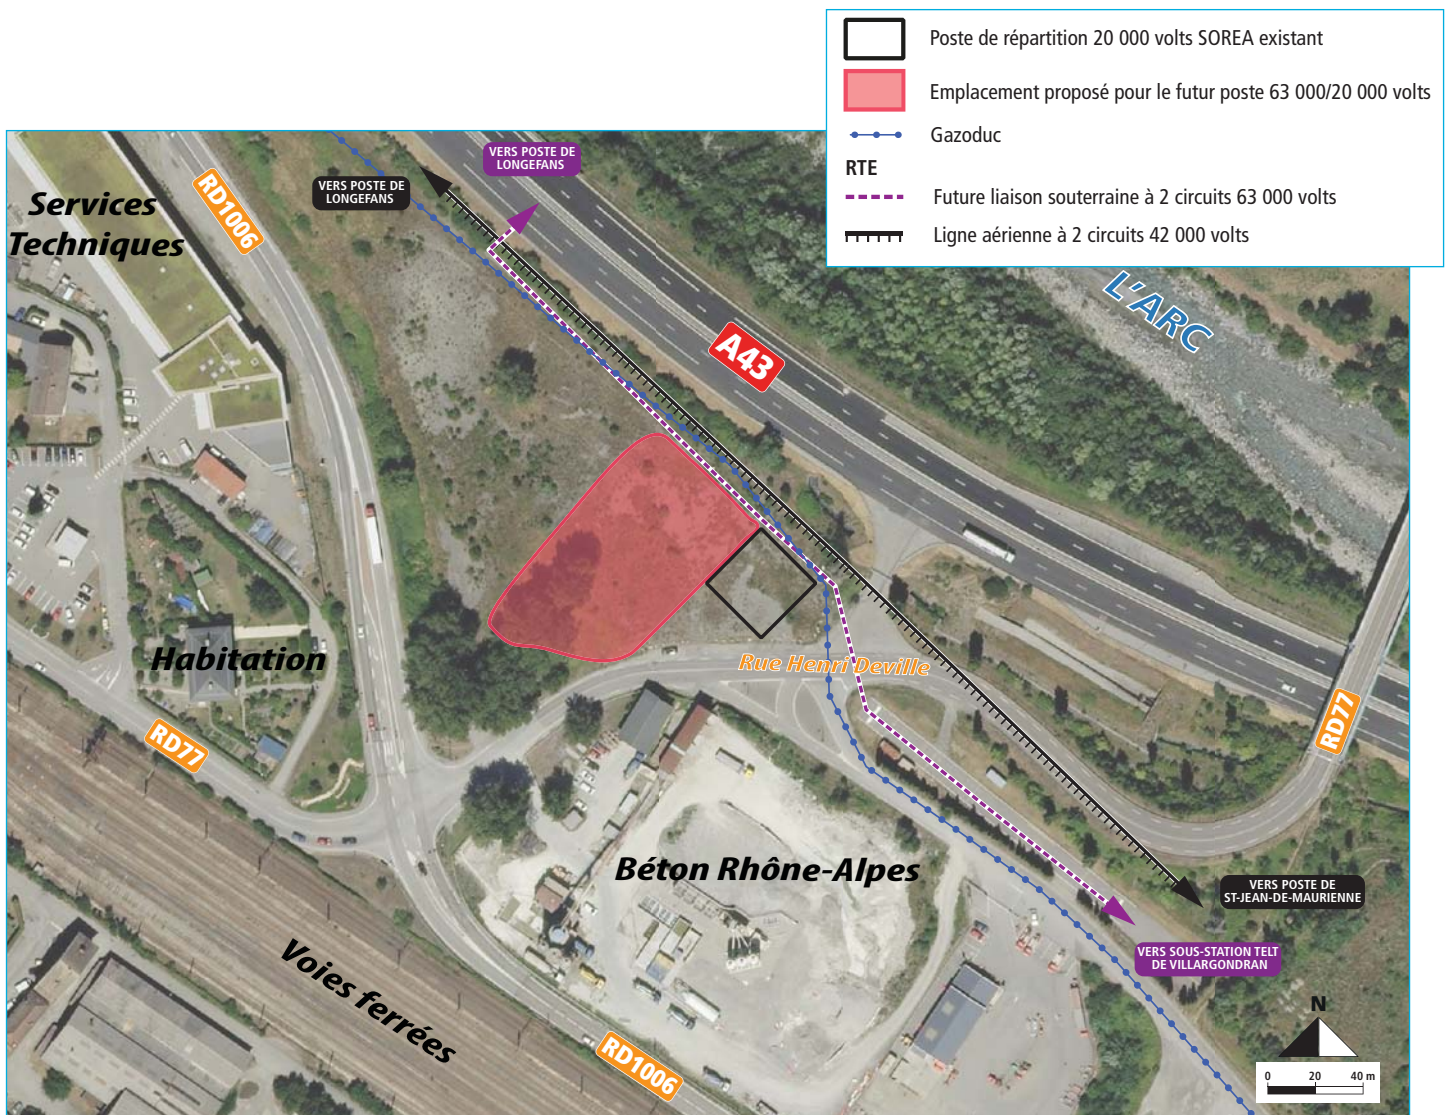 Poste de répartition 20 000 volts SOREA existant
Emplacement proposé pour le futur poste 63 000/20 000 volts
Gazoduc
RTE
Future liaison souterraine à 2 circuits 63 000 volts
Ligne aérienne à 2 circuits 42 000 volts
VERS POSTE DE
LONGEFANS
VERS POSTE DE
LONGEFANS
Services
Techniques
RD1006
L'ARC
A43
Habitation
Rue Henri Deville
RD77
RD77
Béton Rhône-Alpes
VERS POSTE DE
ST-JEAN-DE-MAURIENNE
VERS SOUS-STATION TELT
DE VILLARGONDRAN
Voies ferrées
RD1006
N
0 20 40 m